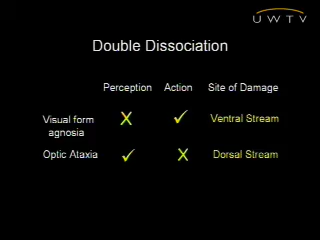 UWTV
Double Dissociation
Perception Action Site of Damage
Visual form X ✓ Ventral Stream
agnosia
Optic Ataxia ✓ X Dorsal Stream